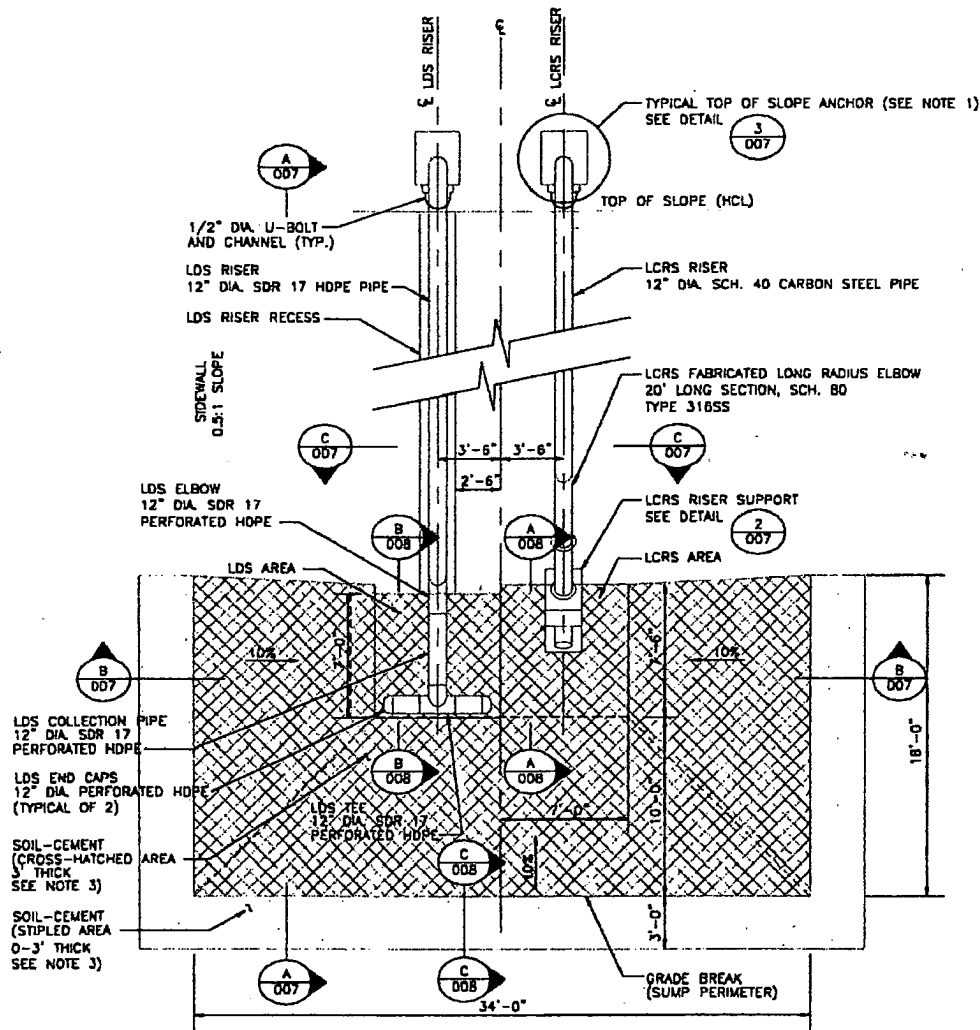 ℄ LDS RISER
℄
℄ LCRS RISER
TYPICAL TOP OF SLOPE ANCHOR (SEE NOTE 1)
SEE DETAIL
3
007
A
007
TOP OF SLOPE (HCL)
1/2" DIA. U-BOLT
AND CHANNEL (TYP.)
LDS RISER
12" DIA. SDR 17 HDPE PIPE
LCRS RISER
12" DIA. SCH. 40 CARBON STEEL PIPE
LDS RISER RECESS
SIDEWALL
0.5:1 SLOPE
LCRS FABRICATED LONG RADIUS ELBOW
20' LONG SECTION, SCH. 80
TYPE 316SS
C
007
3'-6"
3'-6"
C
007
2'-6"
LDS ELBOW
12" DIA. SDR 17
PERFORATED HDPE
LCRS RISER SUPPORT
SEE DETAIL
2
007
B
008
A
008
LDS AREA
LCRS AREA
10%
10%
B
007
B
007
18'-0"
LDS COLLECTION PIPE
12" DIA. SDR 17
PERFORATED HDPE
B
008
A
008
LDS END CAPS
12" DIA. PERFORATED HDPE
(TYPICAL OF 2)
LDS TEE
12" DIA. SDR 17
PERFORATED HDPE
7'-0"
10'-0"
SOIL-CEMENT
(CROSS-HATCHED AREA
3' THICK
SEE NOTE 3)
C
008
10%
SOIL-CEMENT
(STIPLED AREA
0-3' THICK
SEE NOTE 3)
3'-0"
A
007
C
008
GRADE BREAK
(SUMP PERIMETER)
34'-0"